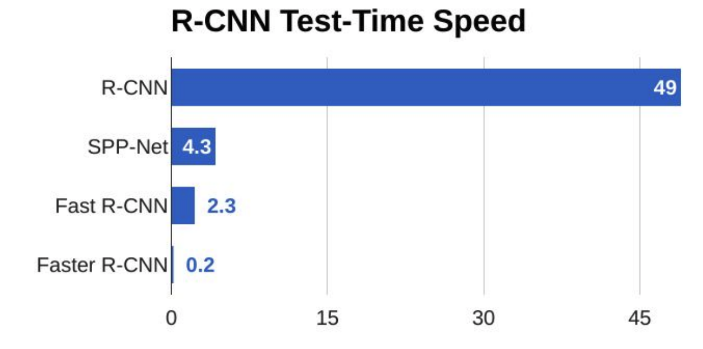 R-CNN Test-Time Speed
R-CNN 49
SPP-Net 4.3
Fast R-CNN 2.3
Faster R-CNN 0.2
0 15 30 45